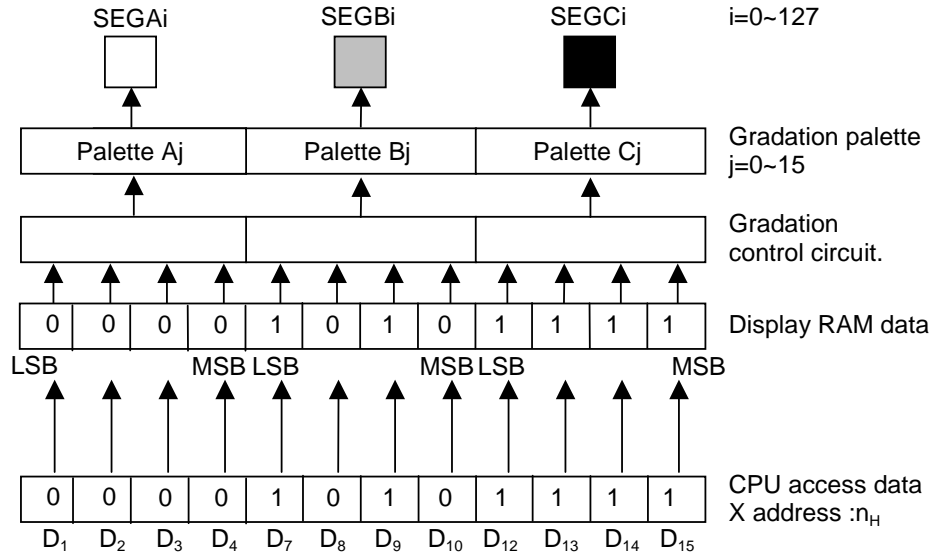 SEGAi SEGBi SEGCi i=0~127
Palette Aj Palette Bj Palette Cj Gradation palette
j=0~15
Gradation
control circuit.
0 0 0 0 1 0 1 0 1 1 1 1 Display RAM data
LSB MSB LSB MSB LSB MSB
0 0 0 0 1 0 1 0 1 1 1 1 CPU access data
X address :nH
D1 D2 D3 D4 D7 D8 D9 D10 D12 D13 D14 D15